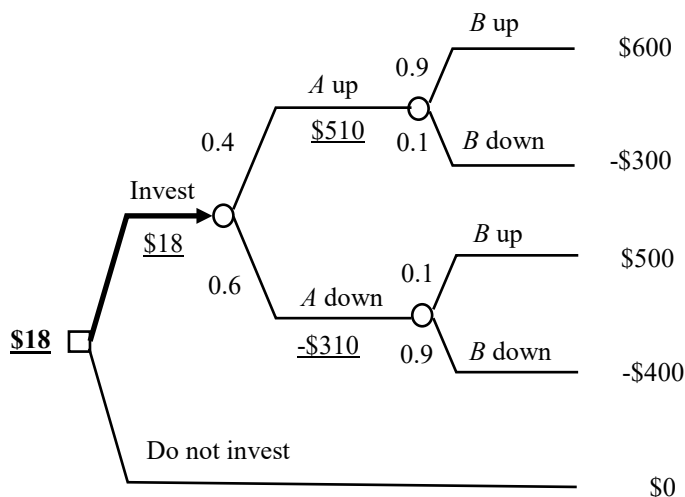 B up
$600
0.9
A up
$510
0.1
B down
-$300
0.4
Invest
$18
B up
$500
0.1
0.6
A down
-$310
0.9
B down
-$400
$18
Do not invest
$0